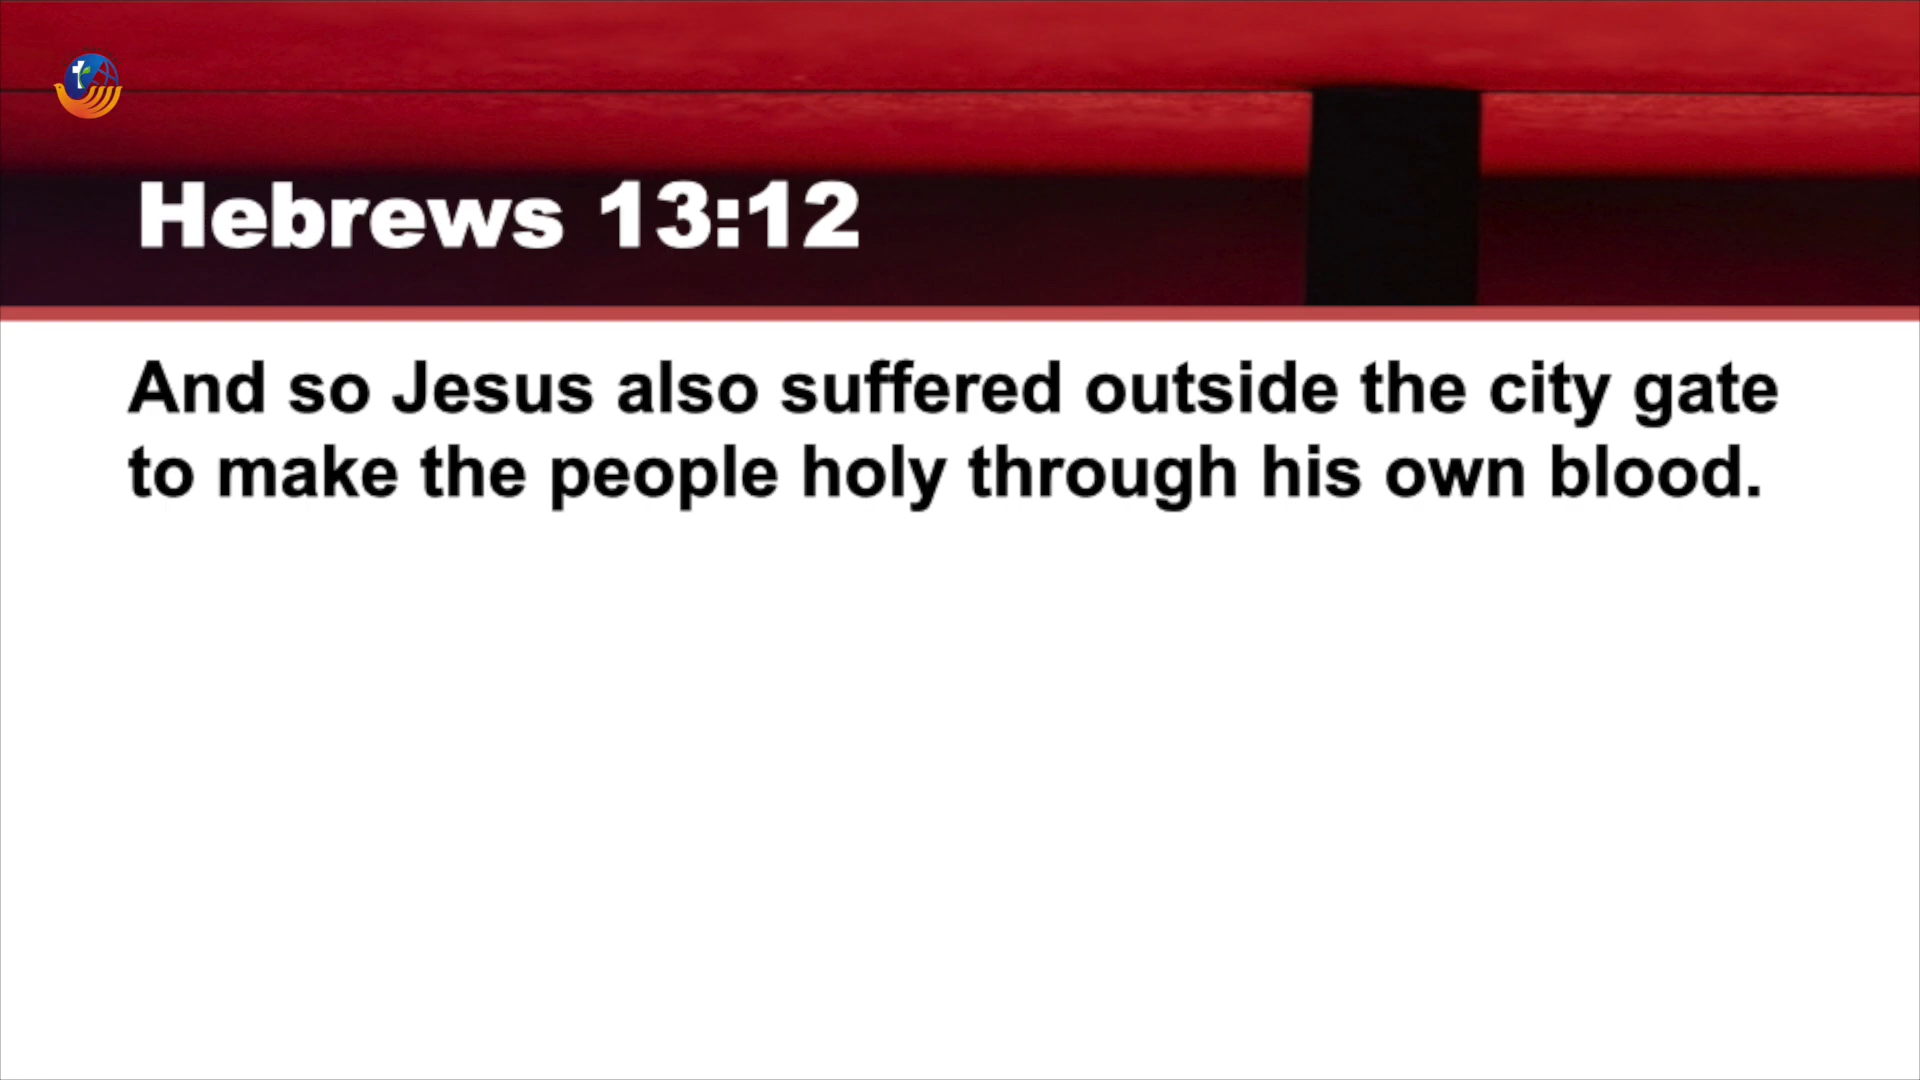 Hebrews 13:12
And so Jesus also suffered outside the city gate
to make the people holy through his own blood.